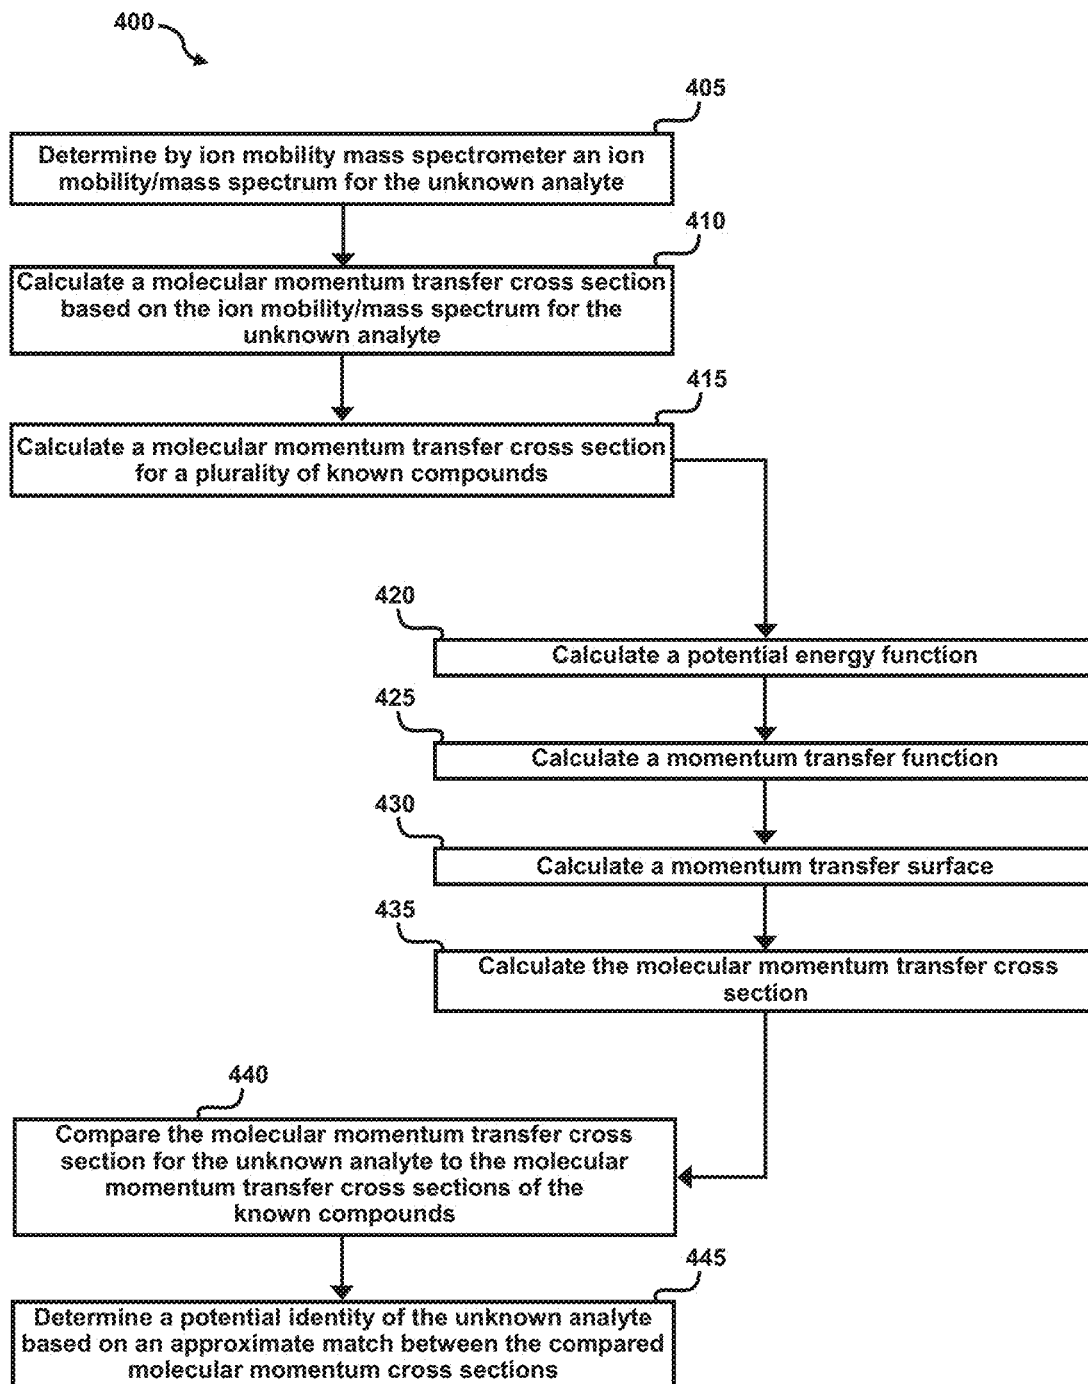 400
405
Determine by ion mobility mass spectrometer an ion
mobility/mass spectrum for the unknown analyte
410
Calculate a molecular momentum transfer cross section
based on the ion mobility/mass spectrum for the
unknown analyte
415
Calculate a molecular momentum transfer cross section
for a plurality of known compounds
420
Calculate a potential energy function
425
Calculate a momentum transfer function
430
Calculate a momentum transfer surface
435
Calculate the molecular momentum transfer cross
section
440
Compare the molecular momentum transfer cross
section for the unknown analyte to the molecular
momentum transfer cross sections of the
known compounds
445
Determine a potential identity of the unknown analyte
based on an approximate match between the compared
molecular momentum cross sections